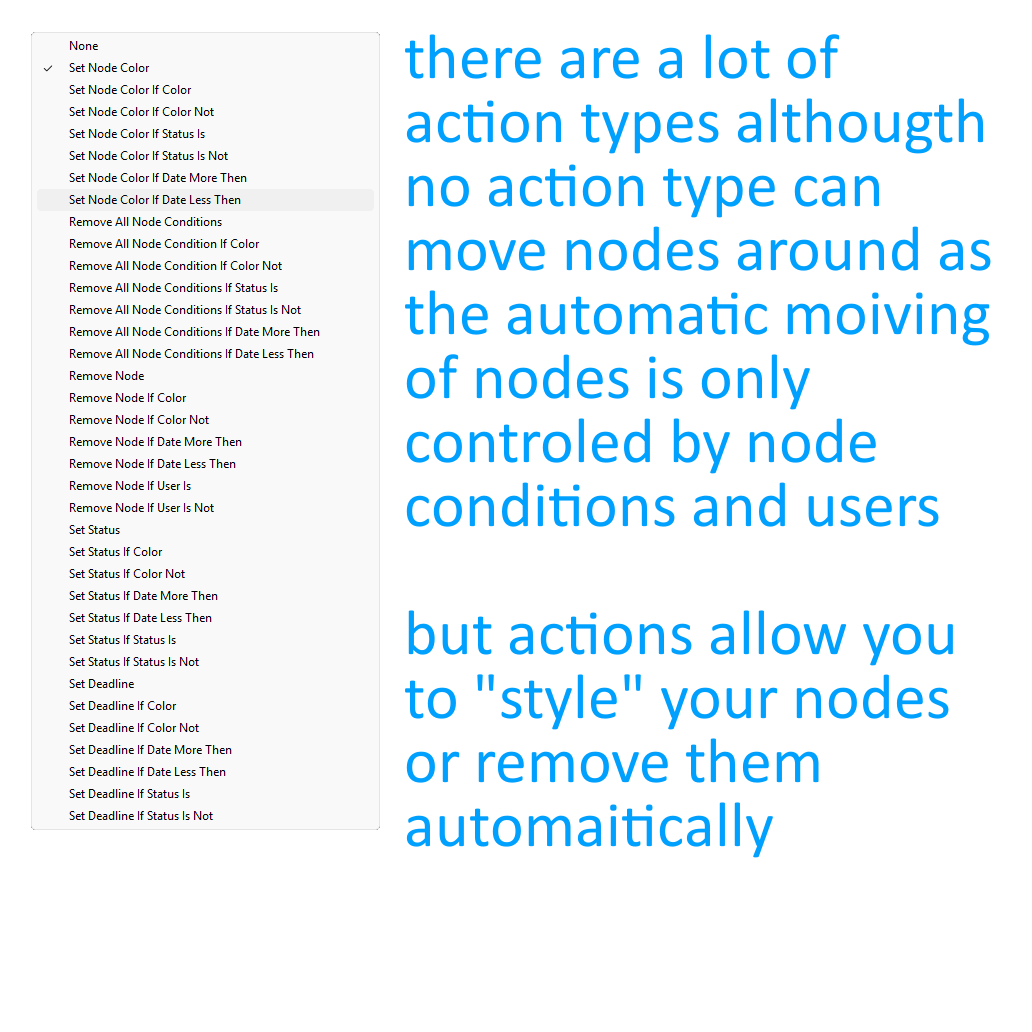 None
✓ Set Node Color
Set Node Color If Color
Set Node Color If Color Not
Set Node Color If Status Is
Set Node Color If Status Is Not
Set Node Color If Date More Then
Set Node Color If Date Less Then
Remove All Node Conditions
Remove All Node Condition If Color
Remove All Node Condition If Color Not
Remove All Node Conditions If Status Is
Remove All Node Conditions If Status Is Not
Remove All Node Conditions If Date More Then
Remove All Node Conditions If Date Less Then
Remove Node
Remove Node If Color
Remove Node If Color Not
Remove Node If Date More Then
Remove Node If Date Less Then
Remove Node If User Is
Remove Node If User Is Not
Set Status
Set Status If Color
Set Status If Color Not
Set Status If Date More Then
Set Status If Date Less Then
Set Status If Status Is
Set Status If Status Is Not
Set Deadline
Set Deadline If Color
Set Deadline If Color Not
Set Deadline If Date More Then
Set Deadline If Date Less Then
Set Deadline If Status Is
Set Deadline If Status Is Not
there are a lot of
action types althougth
no action type can
move nodes around as
the automatic moiving
of nodes is only
controled by node
conditions and users
but actions allow you
to "style" your nodes
or remove them
automaitically